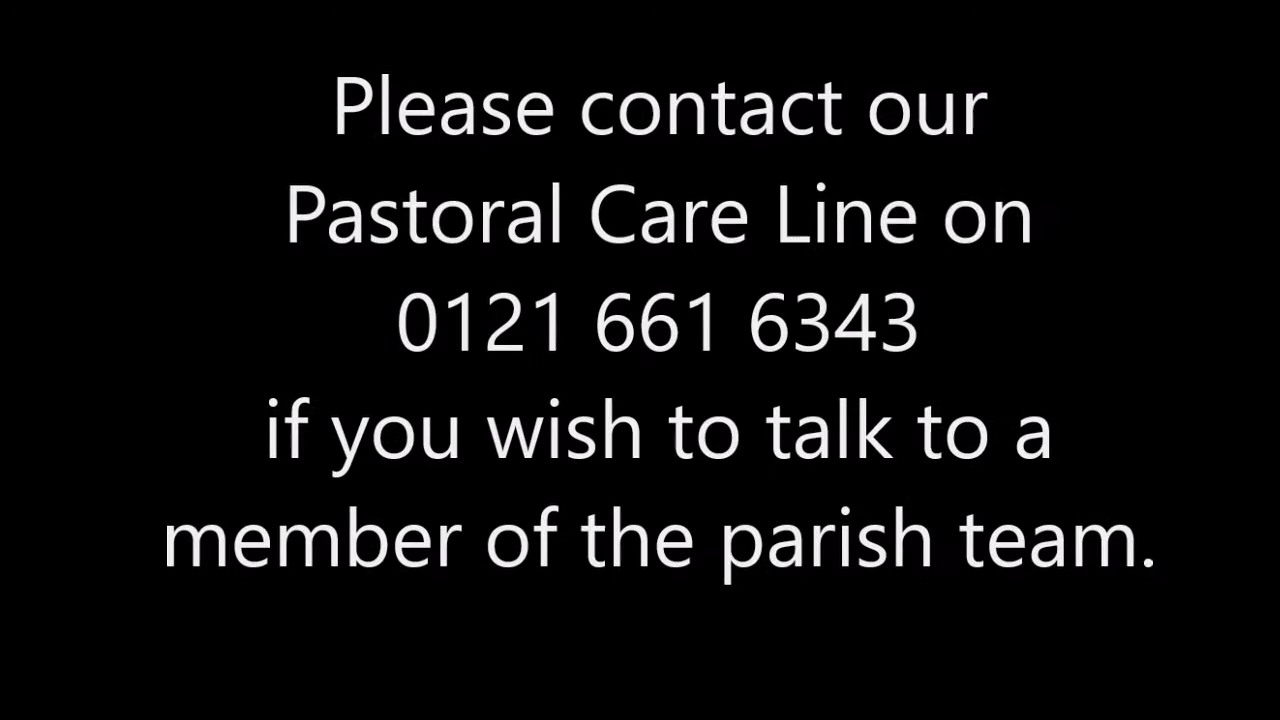 Please contact our
Pastoral Care Line on
0121 661 6343
if you wish to talk to a
member of the parish team.